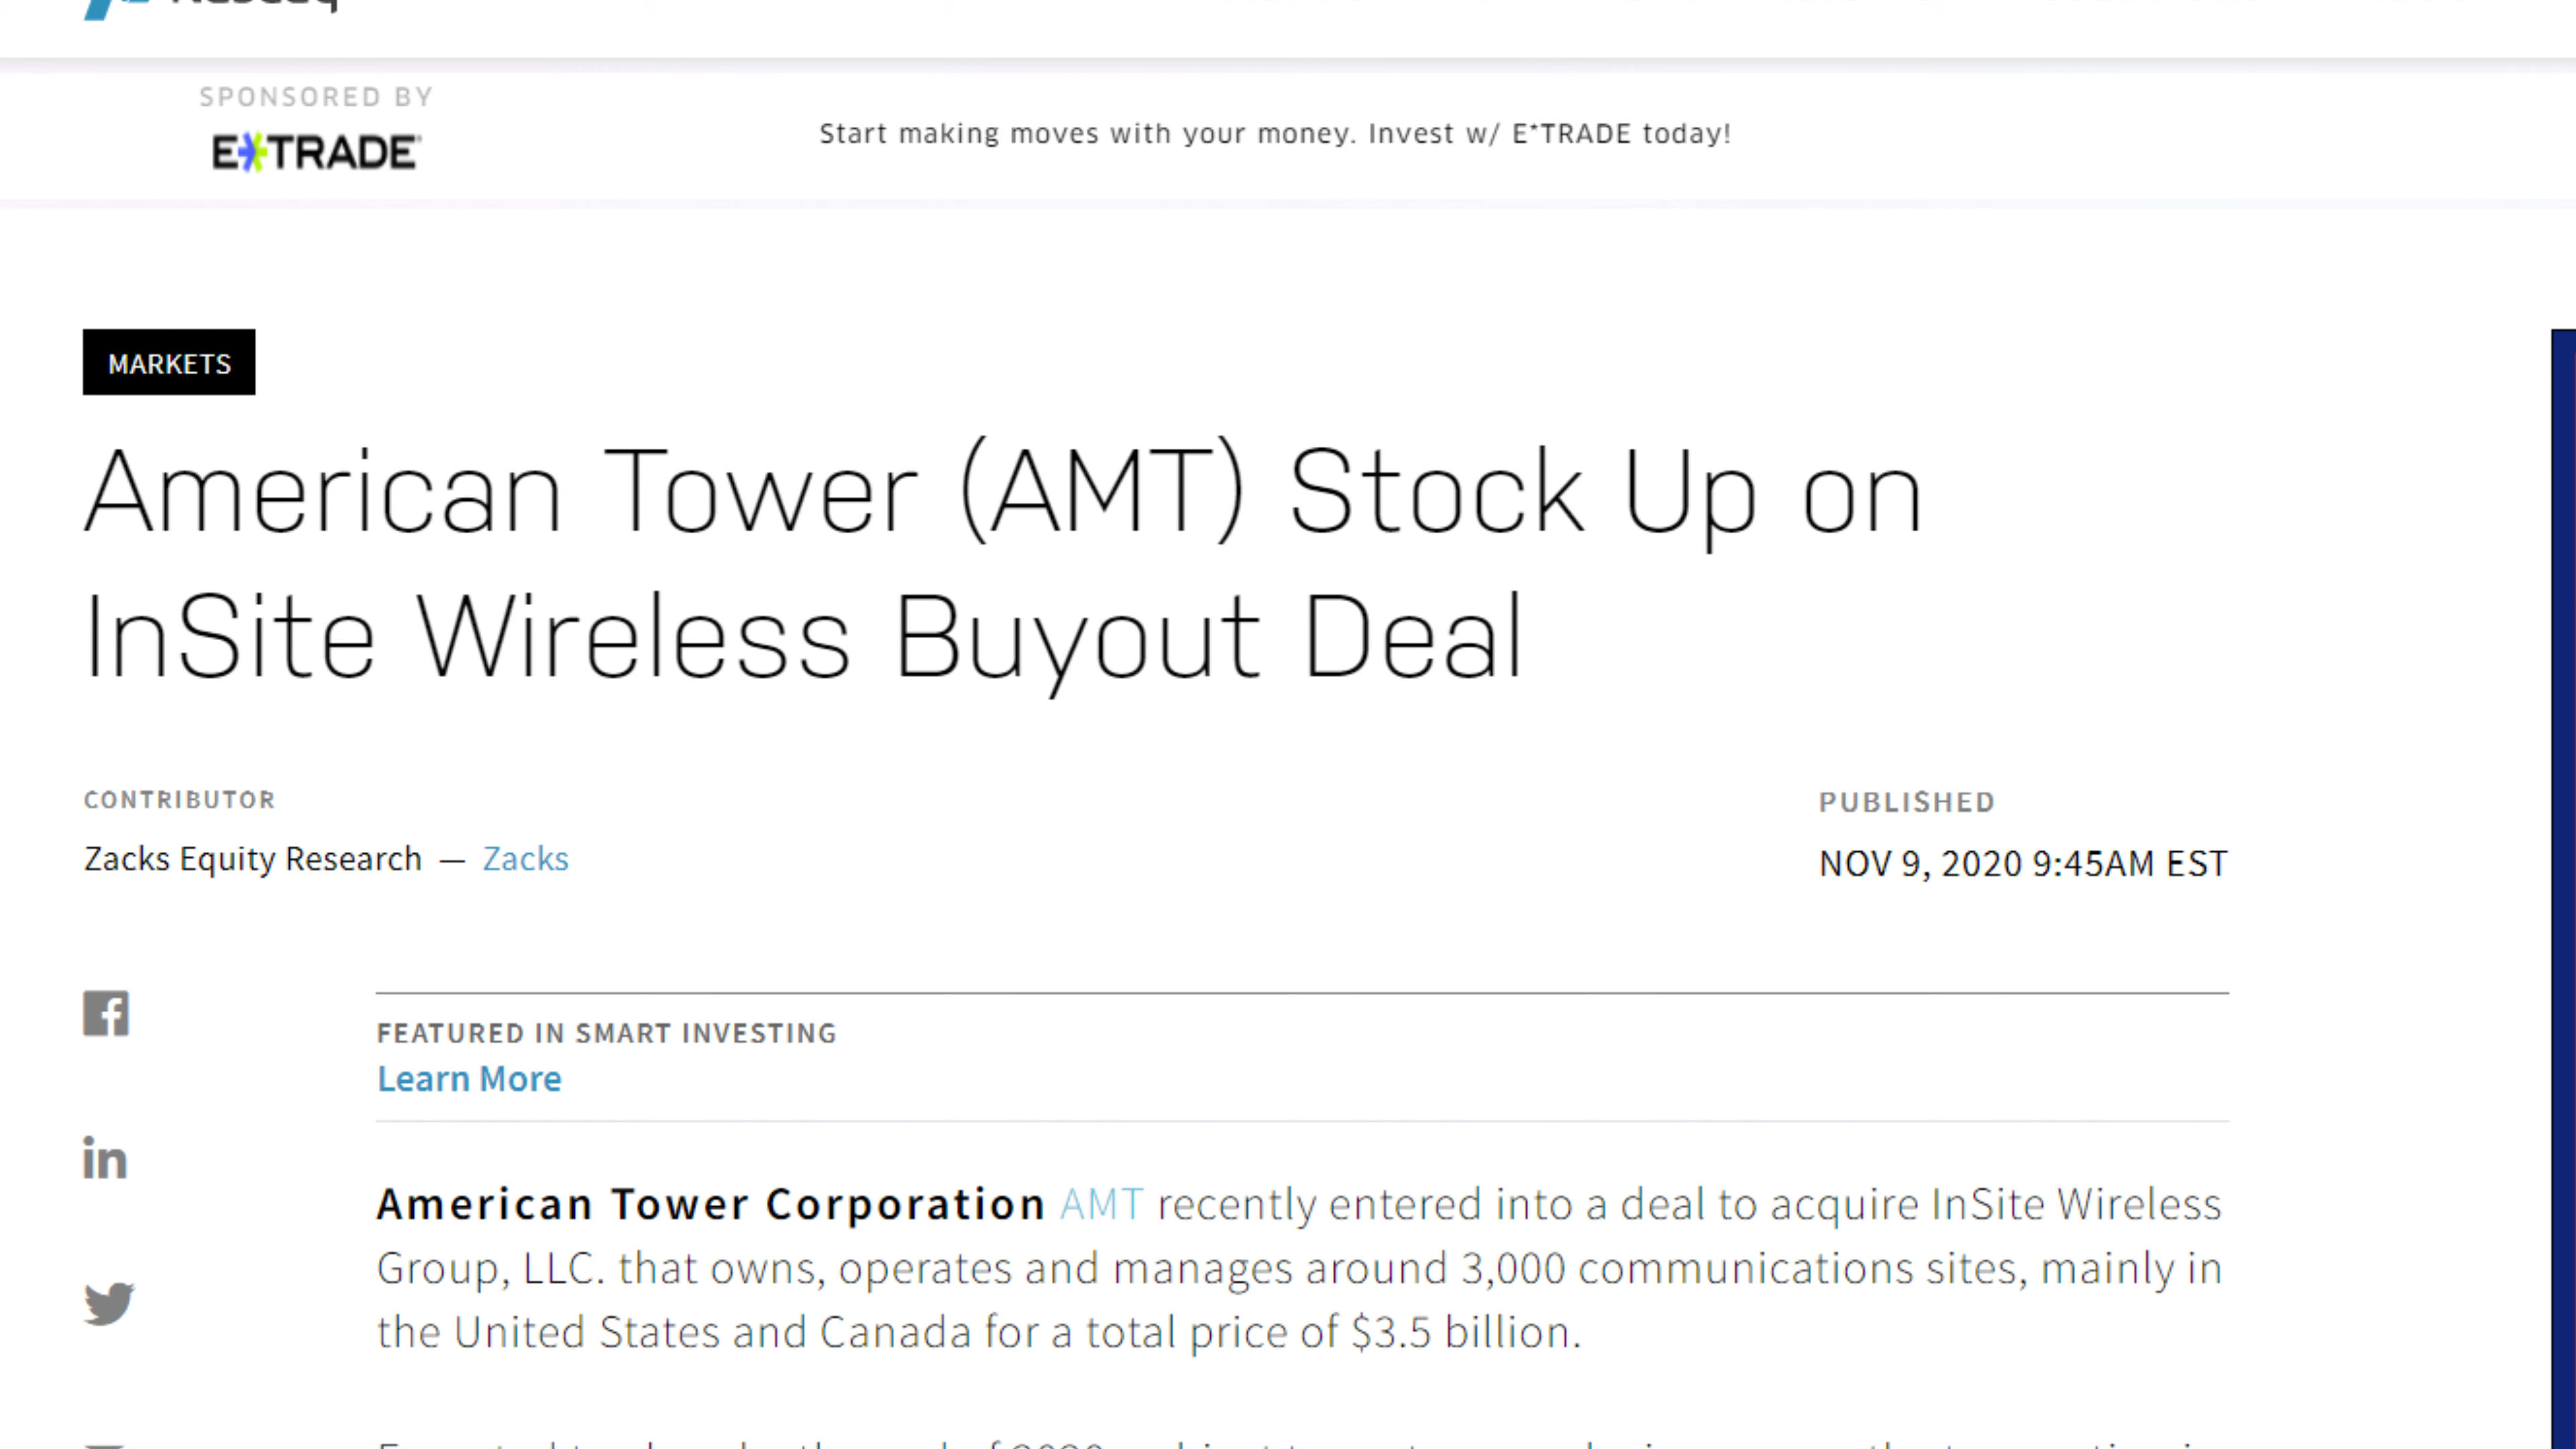 Nasdaq
SPONSORED BY
E*TRADE
Start making moves with your money. Invest w/ E*TRADE today!
MARKETS
American Tower (AMT) Stock Up on
InSite Wireless Buyout Deal
CONTRIBUTOR
Zacks Equity Research — Zacks
PUBLISHED
NOV 9, 2020 9:45AM EST
FEATURED IN SMART INVESTING
Learn More
American Tower Corporation AMT recently entered into a deal to acquire InSite Wireless
Group, LLC. that owns, operates and manages around 3,000 communications sites, mainly in
the United States and Canada for a total price of $3.5 billion.